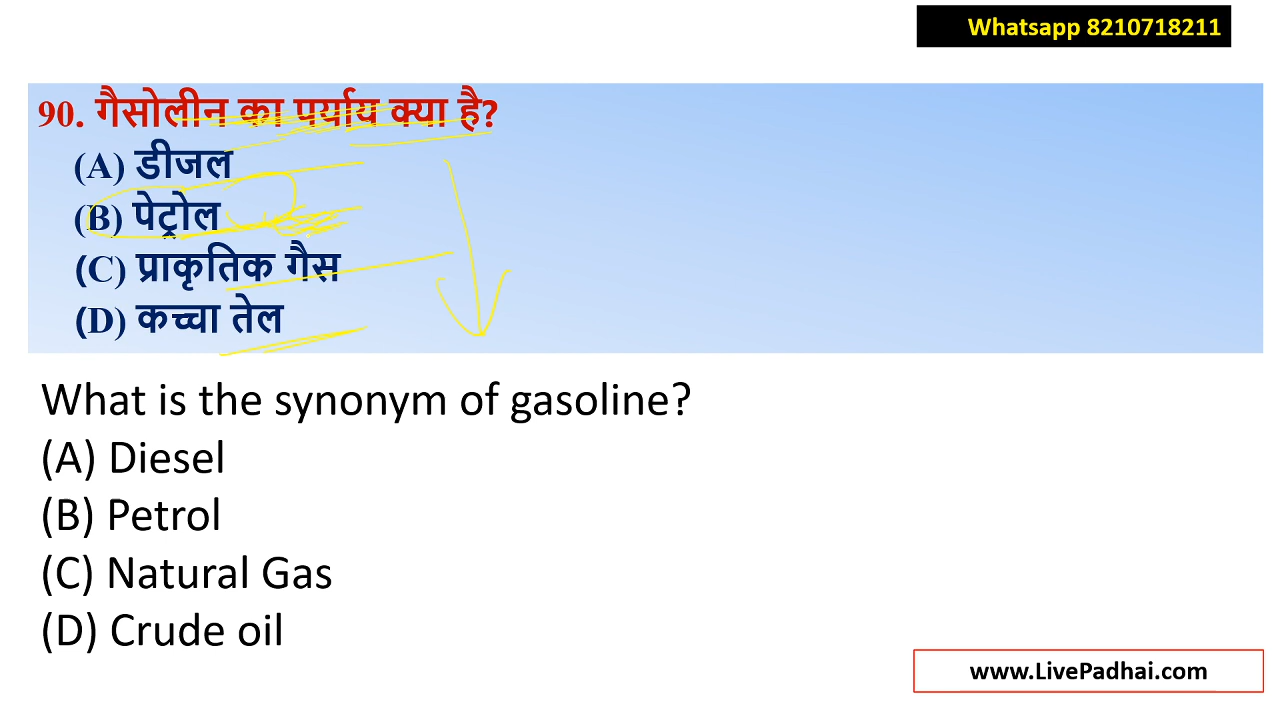 Whatsapp 8210718211
90. गैसोलीन का पर्याय क्या है?
(A) डीजल
(B) पेट्रोल
(C) प्राकृतिक गैस
(D) कच्चा तेल
What is the synonym of gasoline?
(A) Diesel
(B) Petrol
(C) Natural Gas
(D) Crude oil
www.LivePadhai.com